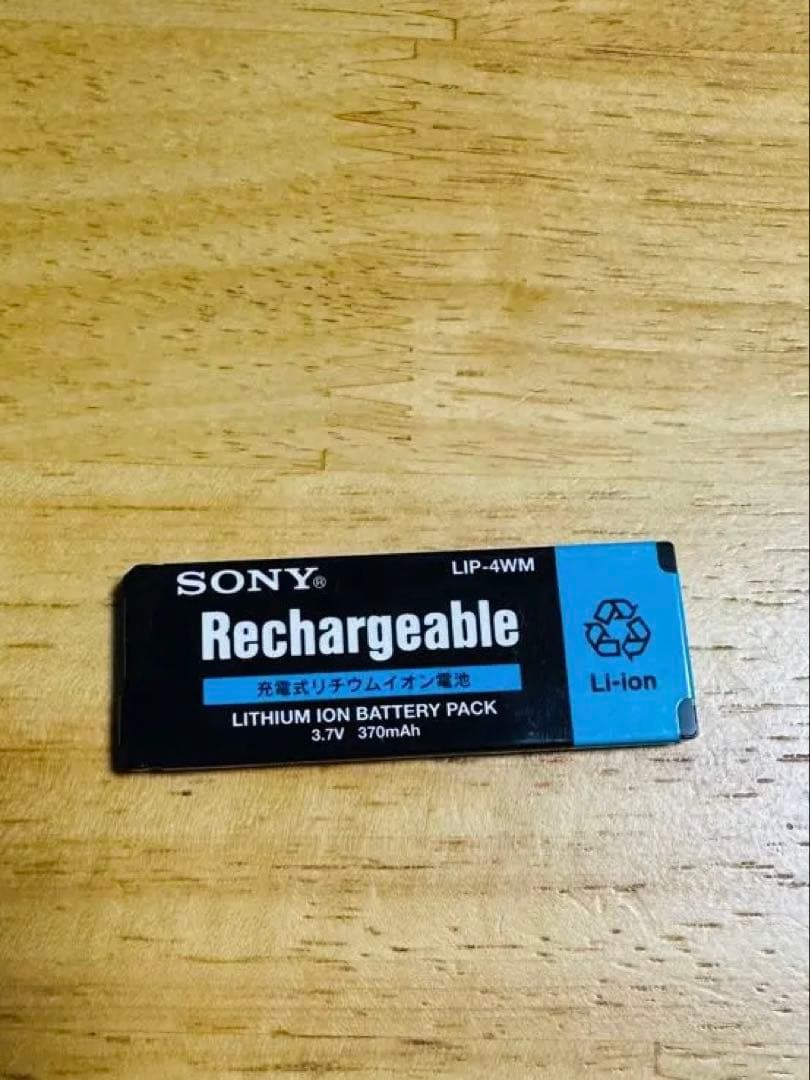 SONY® LIP-4WM
Rechargeable
充電式リチウムイオン電池
LITHIUM ION BATTERY PACK
3.7V 370mAh
Li-ion